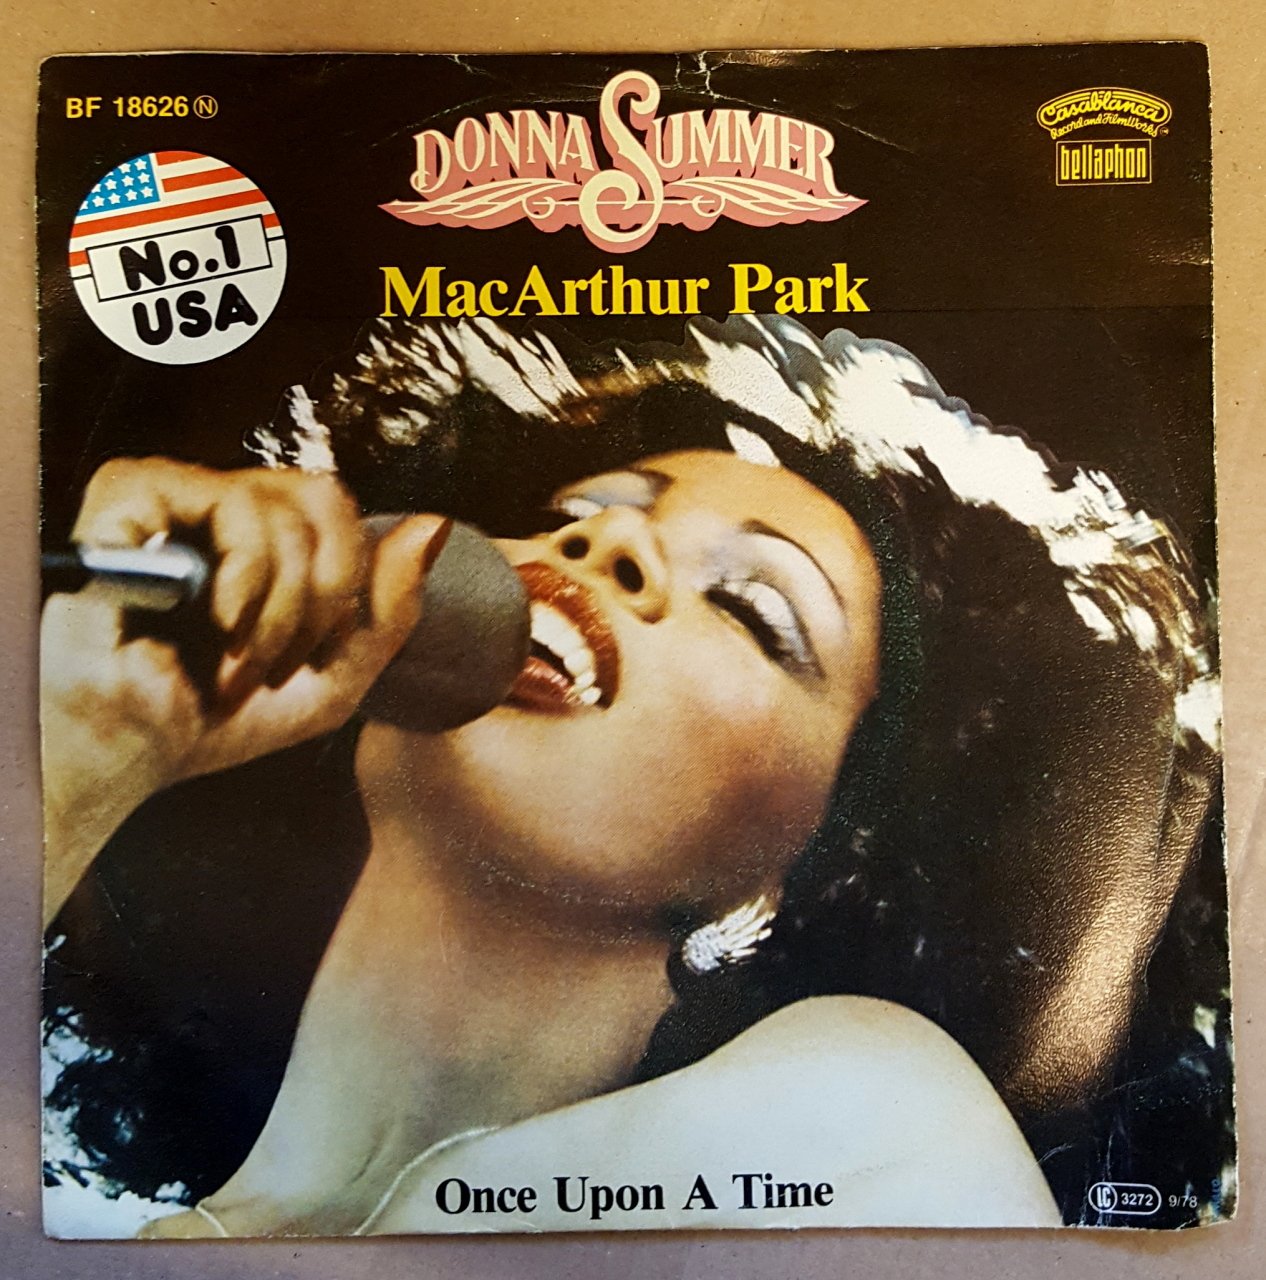 BF 18626 Ⓝ
DONNA SUMMER
Casablanca
Record and FilmWorks
bellaphon
No.1
USA
MacArthur Park
Once Upon A Time
LC 3272 9/78